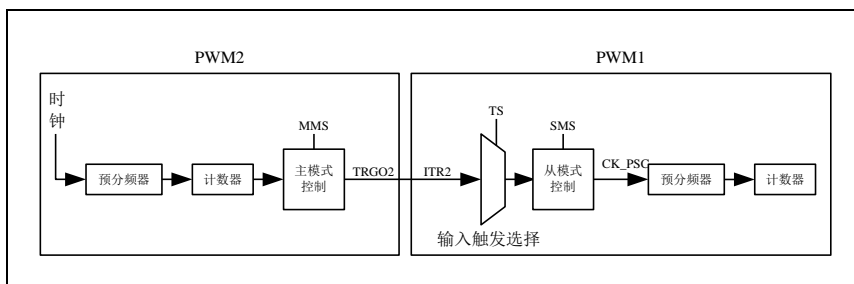 PWM2
时
钟
预分频器
计数器
MMS
主模式
控制
TRGO2
PWM1
ITR2
TS
输入触发选择
SMS
从模式
控制
CK_PSG
预分频器
计数器